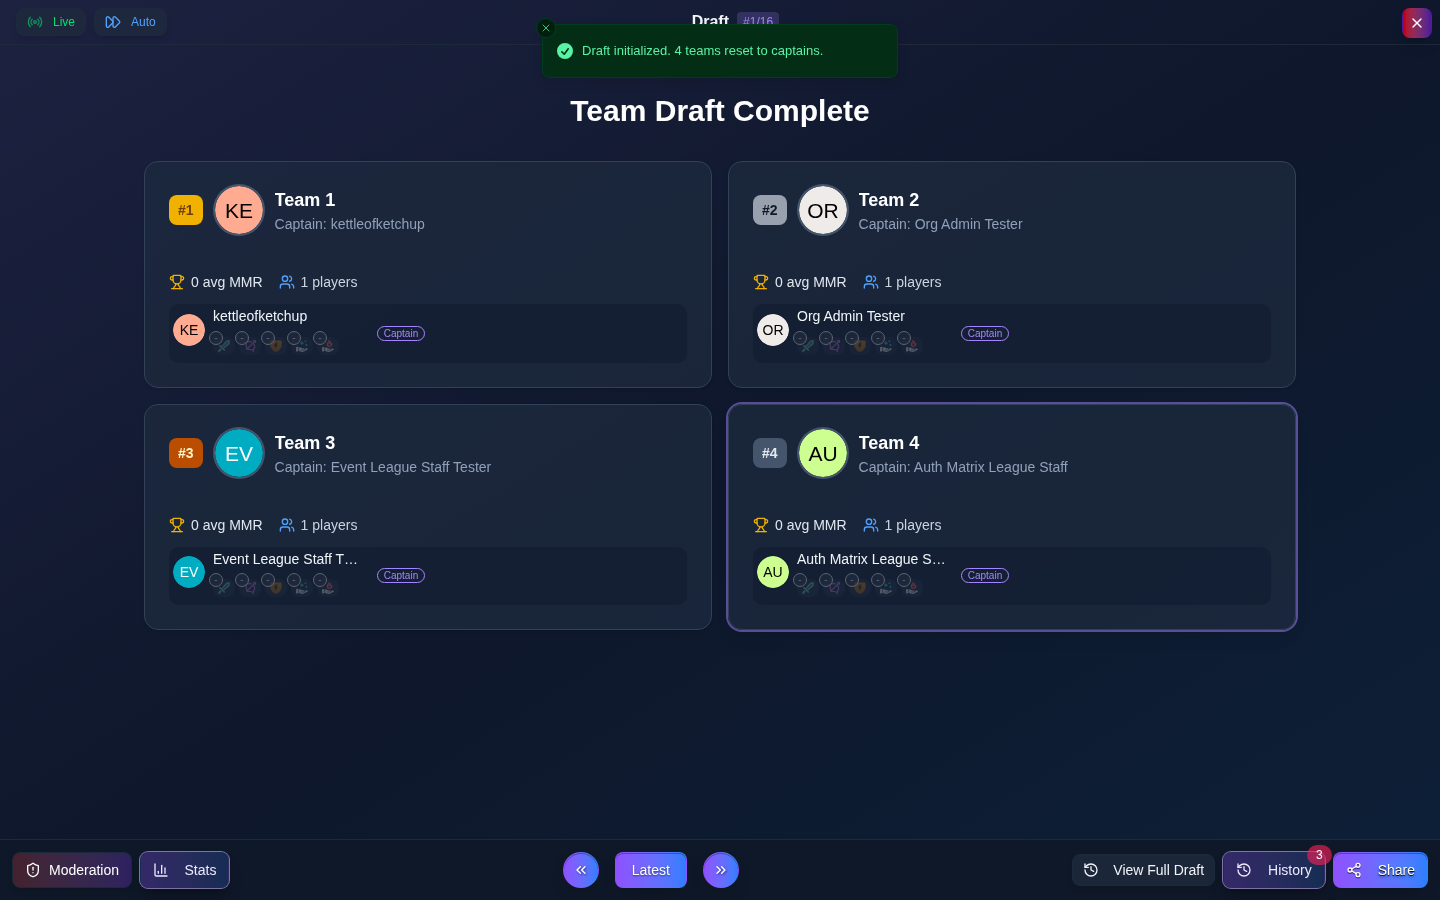 Live
Auto
Draft #1/16
Draft initialized. 4 teams reset to captains.
Team Draft Complete
#1
KE
Team 1
Captain: kettleofketchup
0 avg MMR
1 players
KE
kettleofketchup
Captain
#2
OR
Team 2
Captain: Org Admin Tester
0 avg MMR
1 players
OR
Org Admin Tester
Captain
#3
EV
Team 3
Captain: Event League Staff Tester
0 avg MMR
1 players
EV
Event League Staff T…
Captain
#4
AU
Team 4
Captain: Auth Matrix League Staff
0 avg MMR
1 players
AU
Auth Matrix League S…
Captain
Moderation
Stats
Latest
View Full Draft
History
3
Share